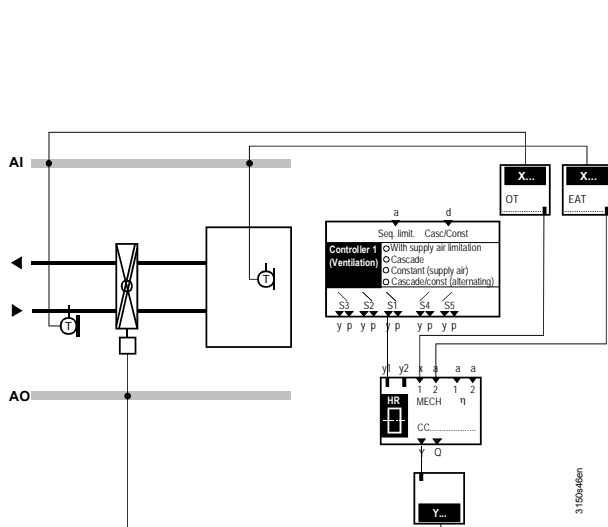 AI
X...
X...
OT
EAT
a
d
Seq. limit.
Casc/Const
Controller 1
(Ventilation)
With supply air limitation
Cascade
Constant (supply air)
Cascade/const (alternating)
S3
S2
S1
S4
S5
y p
y p
y p
y p
y p
T
T
AO
y1
y2
x
a
a
a
1
2
1
2
HR
MECH
η
CC
Y
Q
Y...
3150s46en